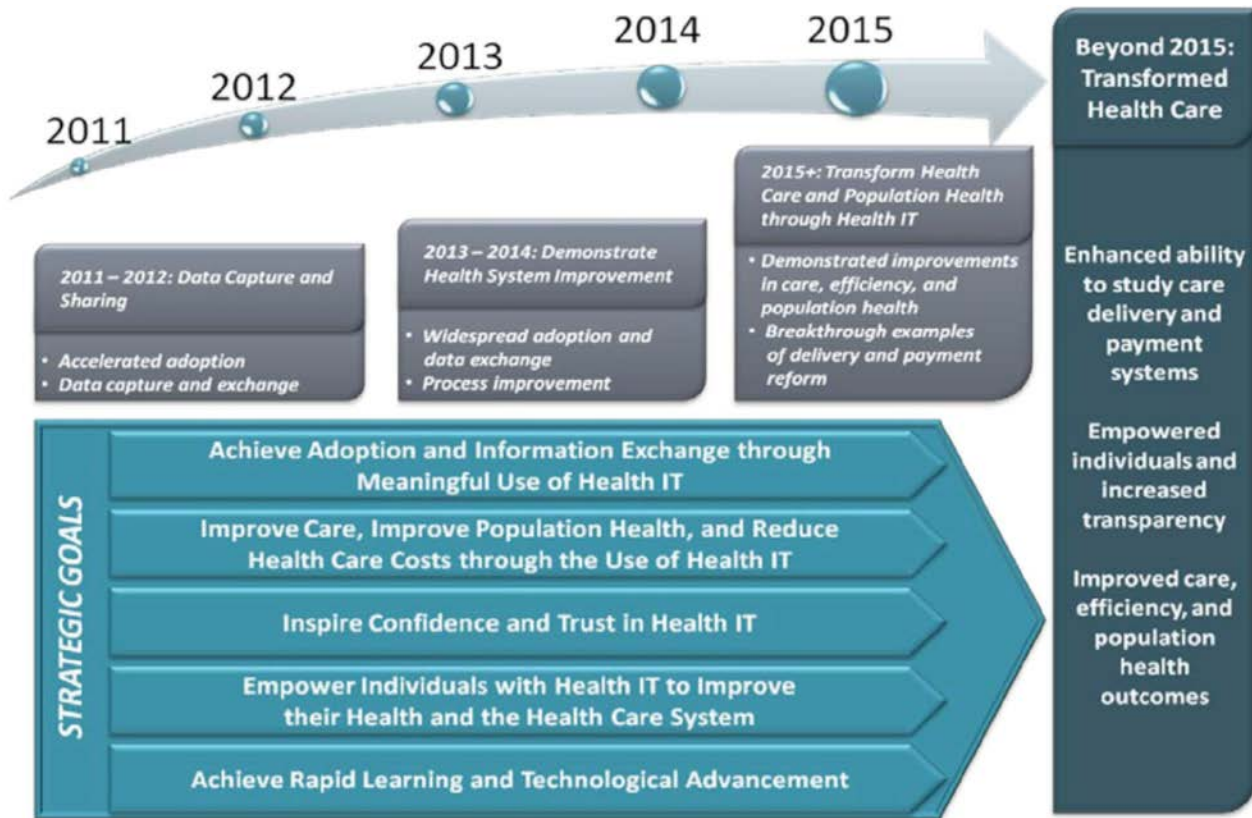 2011
2012
2013
2014
2015
Beyond 2015:
Transformed
Health Care
2011 – 2012: Data Capture and
Sharing
• Accelerated adoption
• Data capture and exchange
2013 – 2014: Demonstrate
Health System Improvement
• Widespread adoption and
data exchange
• Process improvement
2015+: Transform Health
Care and Population Health
through Health IT
• Demonstrated improvements
in care, efficiency, and
population health
• Breakthrough examples
of delivery and payment
reform
Enhanced ability
to study care
delivery and
payment
systems
Empowered
individuals and
increased
transparency
Improved care,
efficiency, and
population
health
outcomes
STRATEGIC GOALS
Achieve Adoption and Information Exchange through
Meaningful Use of Health IT
Improve Care, Improve Population Health, and Reduce
Health Care Costs through the Use of Health IT
Inspire Confidence and Trust in Health IT
Empower Individuals with Health IT to Improve
their Health and the Health Care System
Achieve Rapid Learning and Technological Advancement